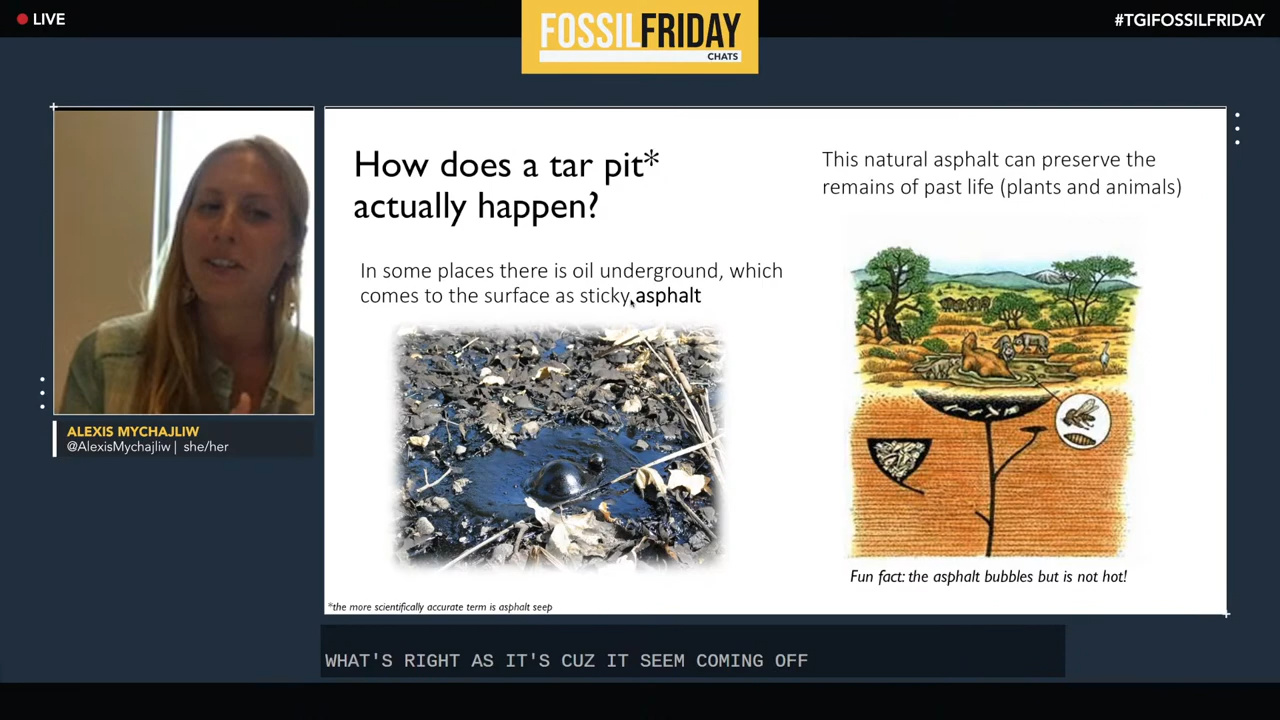 LIVE
FOSSILFRIDAY
CHATS
#TGIFOSSILFRIDAY
How does a tar pit*
actually happen?
In some places there is oil underground, which
comes to the surface as sticky asphalt
*the more scientifically accurate term is asphalt seep
This natural asphalt can preserve the
remains of past life (plants and animals)
Fun fact: the asphalt bubbles but is not hot!
ALEXIS MYCHAJLIW
@AlexisMychajliw | she/her
WHAT'S RIGHT AS IT'S CUZ IT SEEM COMING OFF